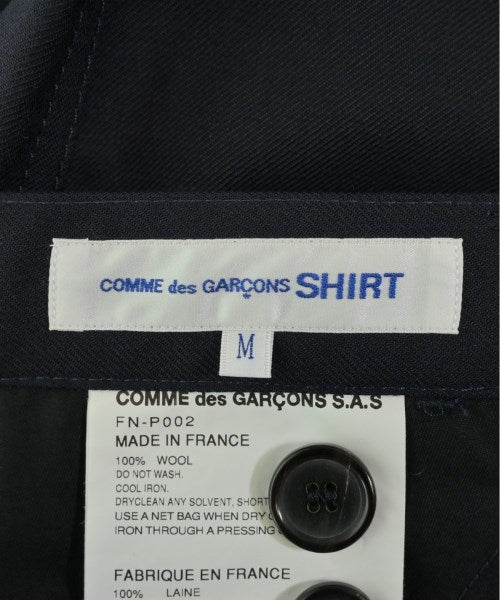 COMME des GARÇONS SHIRT
M
COMME des GARÇONS S.A.S
FN-P002
MADE IN FRANCE
100% WOOL
DO NOT WASH.
COOL IRON.
DRYCLEAN ANY SOLVENT, SHORT
USE A NET BAG WHEN DRY
IRON THROUGH A PRESSING
FABRIQUE EN FRANCE
100% LAINE